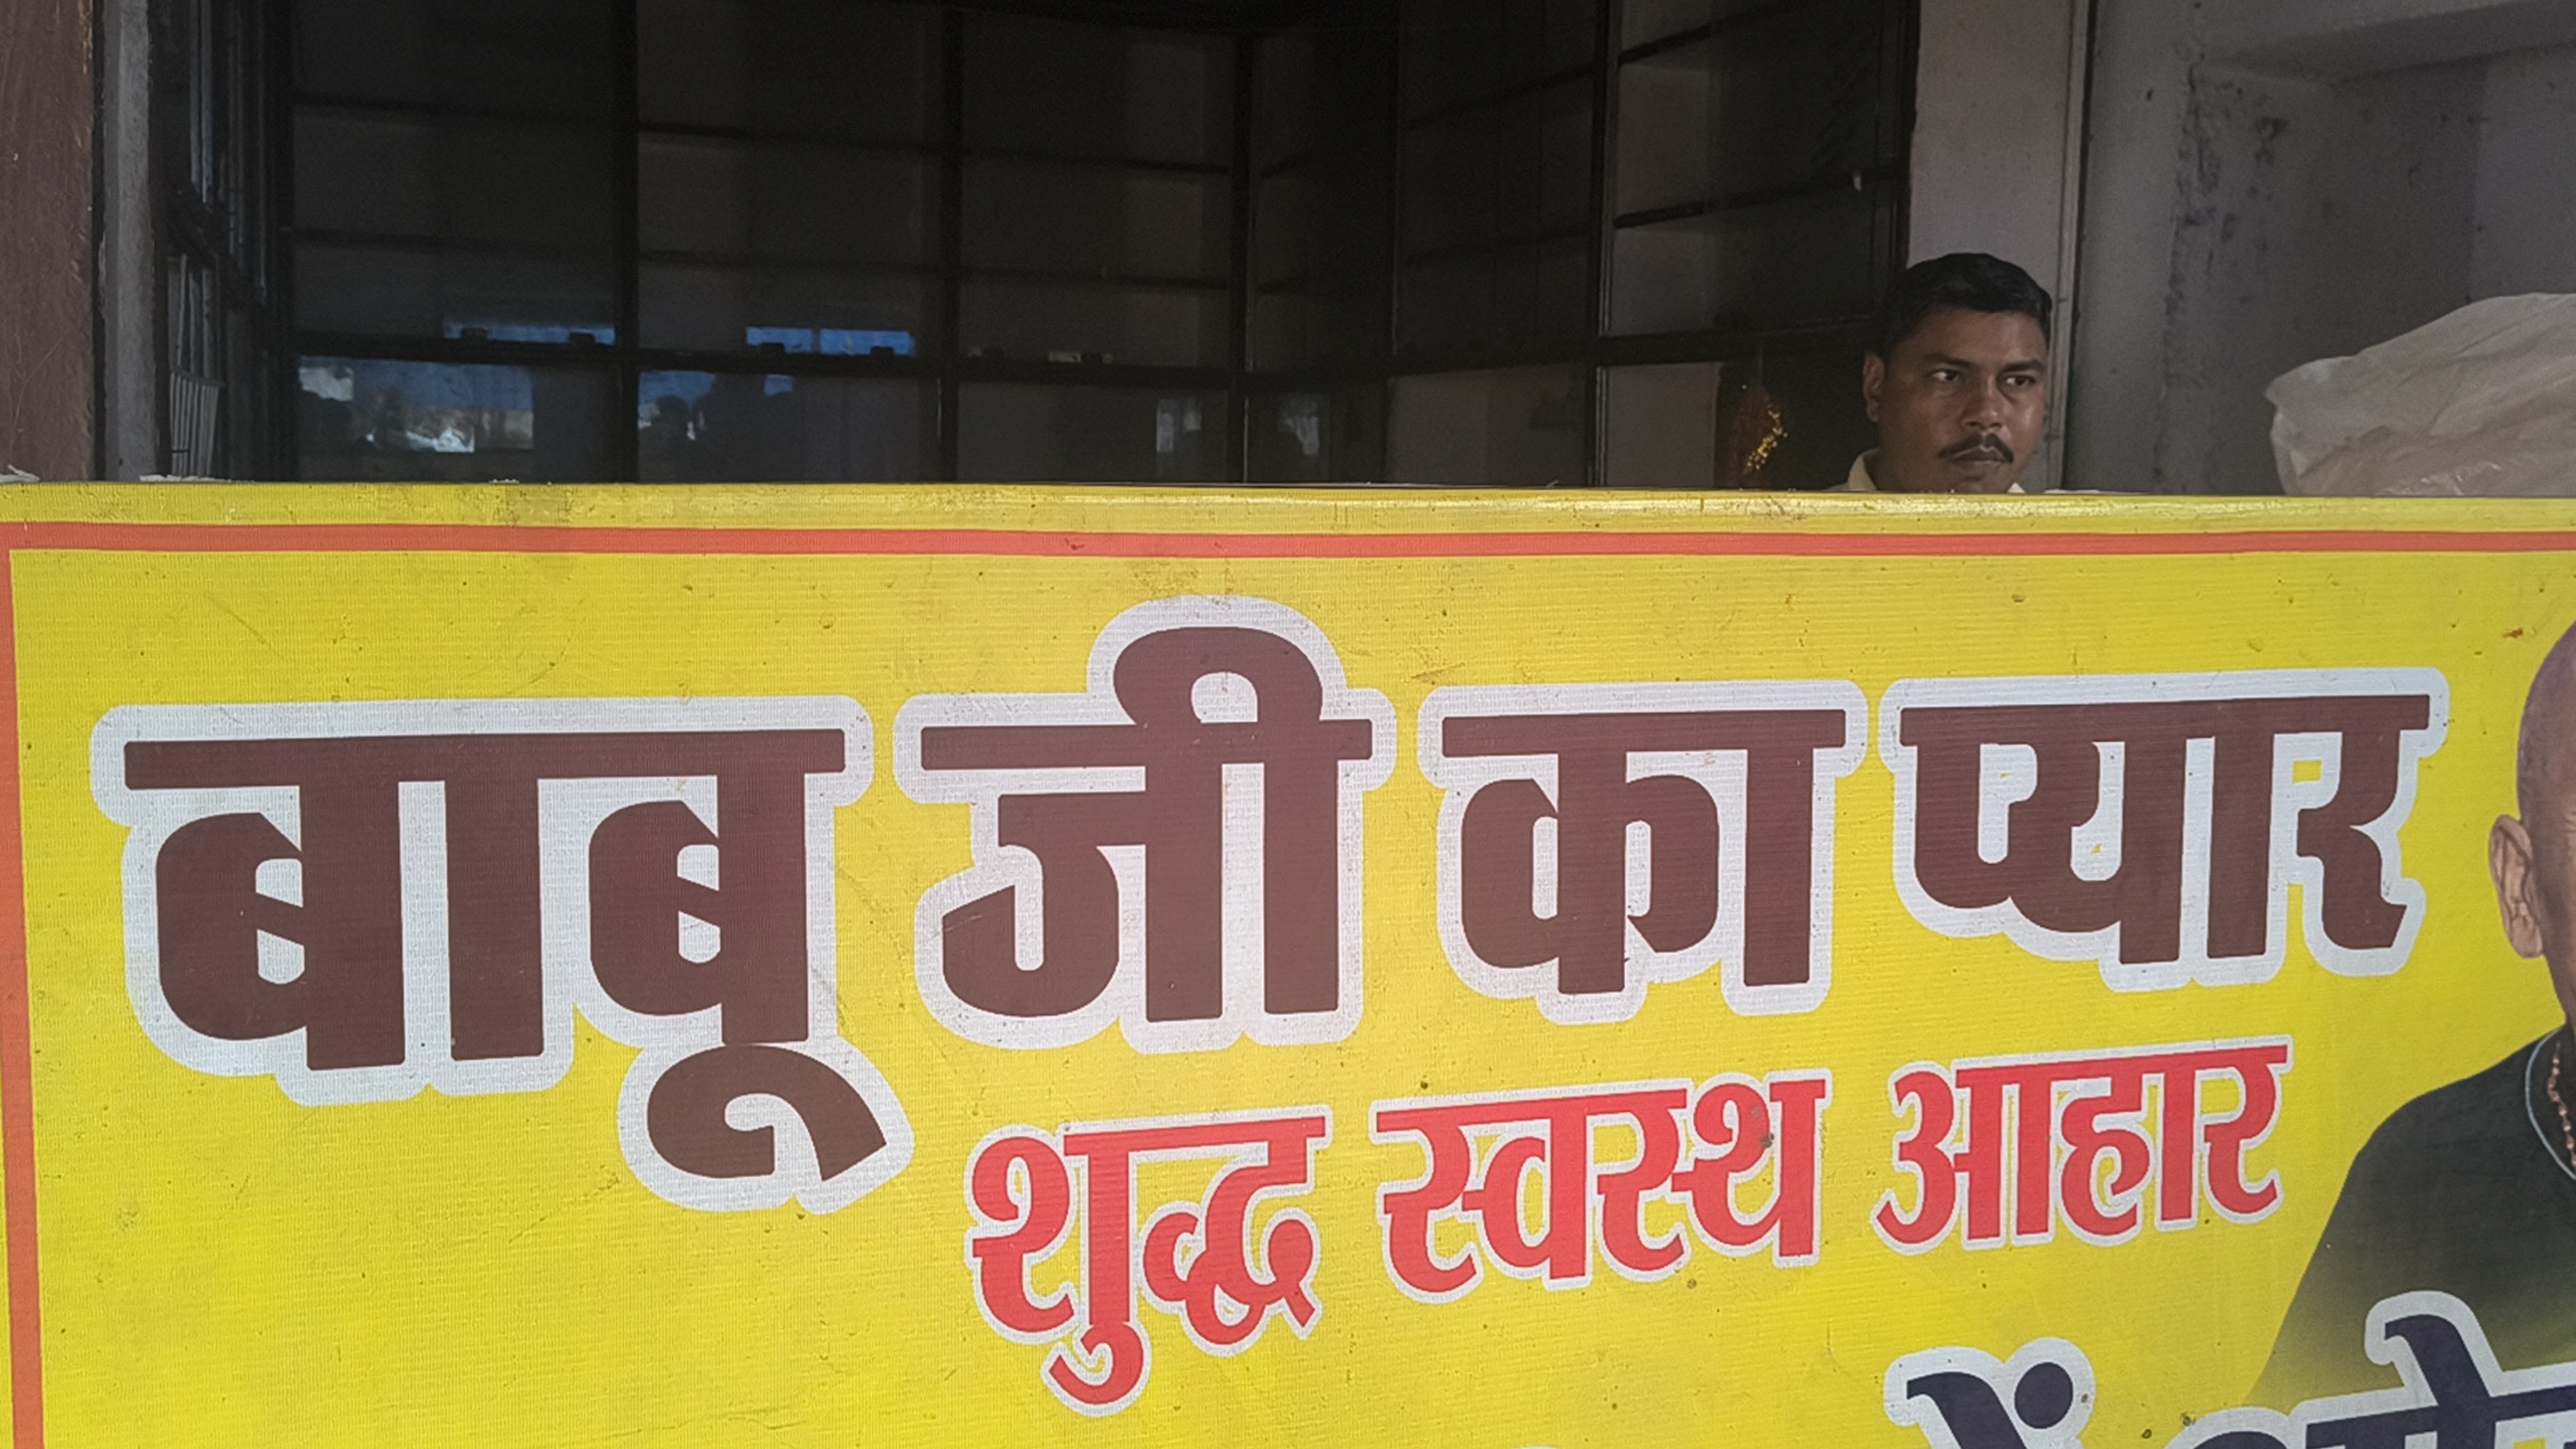 बाबू जी का प्यार
शुद्ध स्वस्थ आहार